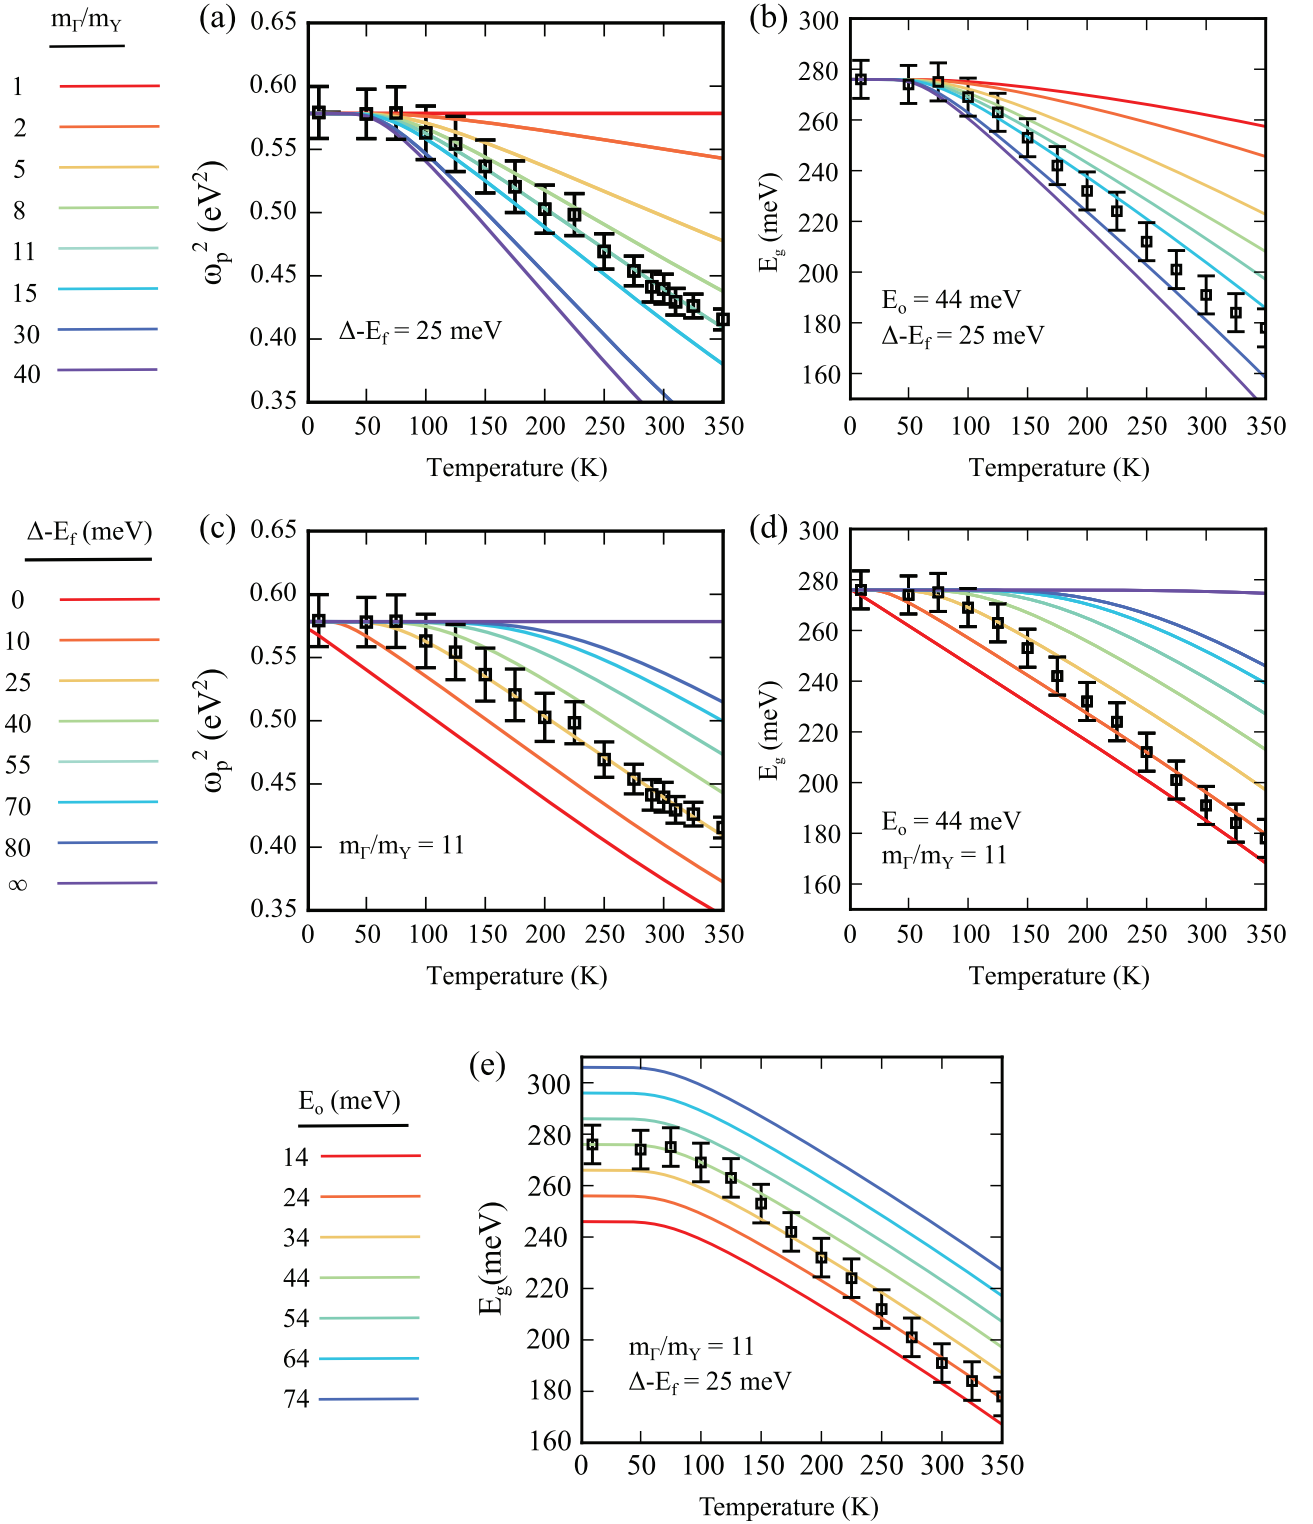 m_Γ/m_Y
1
2
5
8
11
15
30
40
(a)
0.65
0.60
0.55
0.50
0.45
0.40
0.35
ω_p² (eV²)
Δ-E_f = 25 meV
0 50 100 150 200 250 300 350
Temperature (K)
(b)
300
280
260
240
220
200
180
160
E_g (meV)
E_o = 44 meV
Δ-E_f = 25 meV
0 50 100 150 200 250 300 350
Temperature (K)
Δ-E_f (meV)
0
10
25
40
55
70
80
∞
(c)
0.65
0.60
0.55
0.50
0.45
0.40
0.35
ω_p² (eV²)
m_Γ/m_Y = 11
0 50 100 150 200 250 300 350
Temperature (K)
(d)
300
280
260
240
220
200
180
160
E_g (meV)
E_o = 44 meV
m_Γ/m_Y = 11
0 50 100 150 200 250 300 350
Temperature (K)
E_o (meV)
14
24
34
44
54
64
74
(e)
300
280
260
240
220
200
180
160
E_g(meV)
m_Γ/m_Y = 11
Δ-E_f = 25 meV
0 50 100 150 200 250 300 350
Temperature (K)